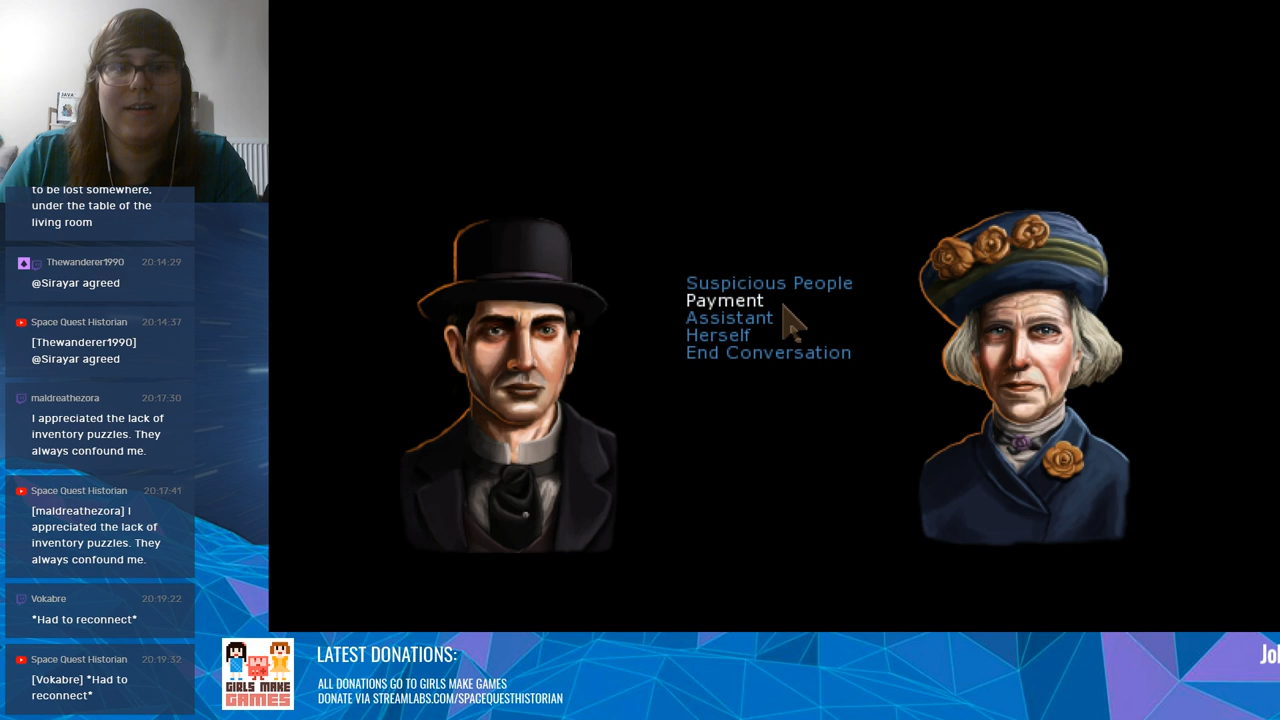 JAVA
to be lost somewhere,
under the table of the
living room
Thewanderer1990 20:14:29
@Sirayar agreed
Space Quest Historian 20:14:37
[Thewanderer1990]
@Sirayar agreed
maldreathezora 20:17:30
I appreciated the lack of
inventory puzzles. They
always confound me.
Space Quest Historian 20:17:41
[maldreathezora] I
appreciated the lack of
inventory puzzles. They
always confound me.
Vokabre 20:19:22
*Had to reconnect*
Space Quest Historian 20:19:32
[Vokabre] *Had to
reconnect*
Suspicious People
Payment
Assistant
Herself
End Conversation
GIRLS MAKE
GAMES
LATEST DONATIONS:
ALL DONATIONS GO TO GIRLS MAKE GAMES
DONATE VIA STREAMLABS.COM/SPACEQUESTHISTORIAN